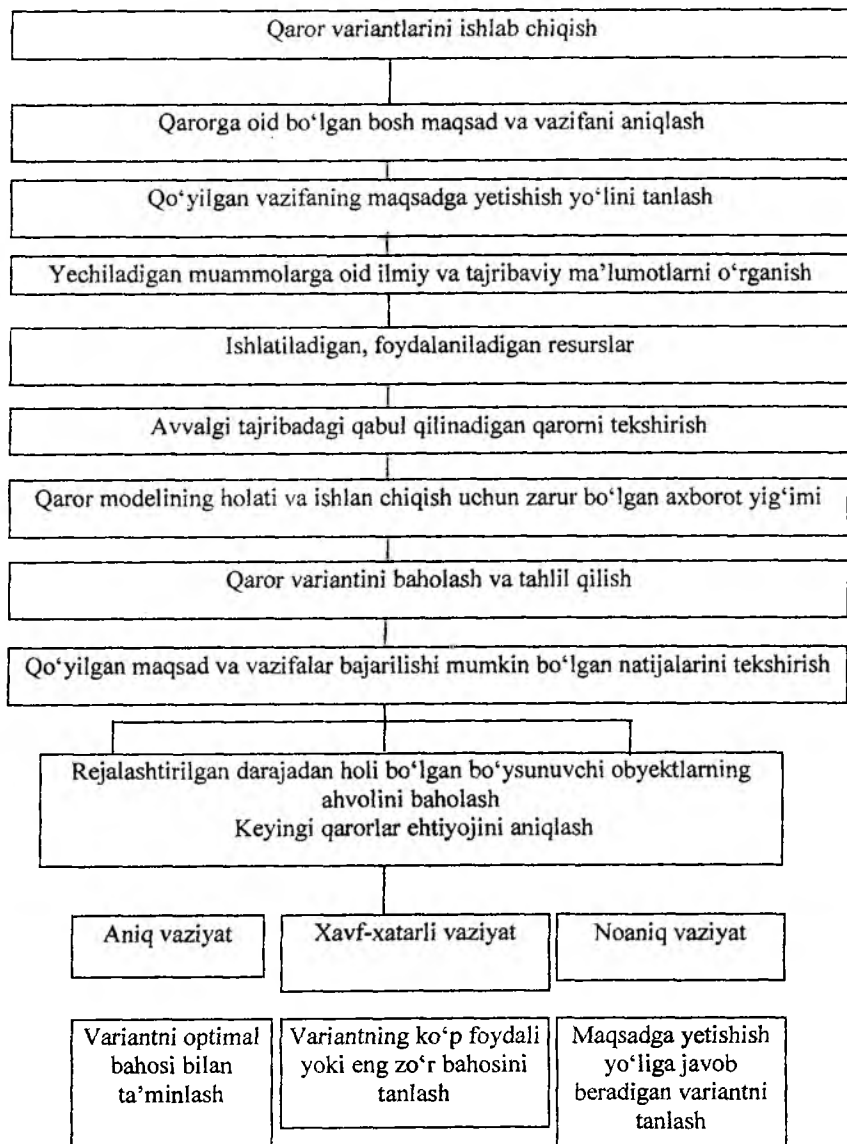 Qaror variantlarini ishlab chiqish
Qarorga oid bo‘lgan bosh maqsad va vazifani aniqlash
Qo‘yilgan vazifaning maqsadga yetishish yo‘lini tanlash
Yechiladigan muammolarga oid ilmiy va tajribaviy ma’lumotlarni o‘rganish
Ishlatiladigan, foydalaniladigan resurslar
Avvalgi tajribadagi qabul qilinadigan qarorni tekshirish
Qaror modelining holati va ishlan chiqish uchun zarur bo‘lgan axborot yig‘imi
Qaror variantini baholash va tahlil qilish
Qo‘yilgan maqsad va vazifalar bajarilishi mumkin bo‘lgan natijalarini tekshirish
Rejalashtirilgan darajadan holi bo‘lgan bo‘ysunuvchi obyektlarning
ahvolini baholash
Keyingi qarorlar ehtiyojini aniqlash
Aniq vaziyat
Xavf-xatarli vaziyat
Noaniq vaziyat
Variantni optimal
bahosi bilan
ta’minlash
Variantning ko‘p foydali
yoki eng zo‘r bahosini
tanlash
Maqsadga yetishish
yo‘liga javob
beradigan variantni
tanlash